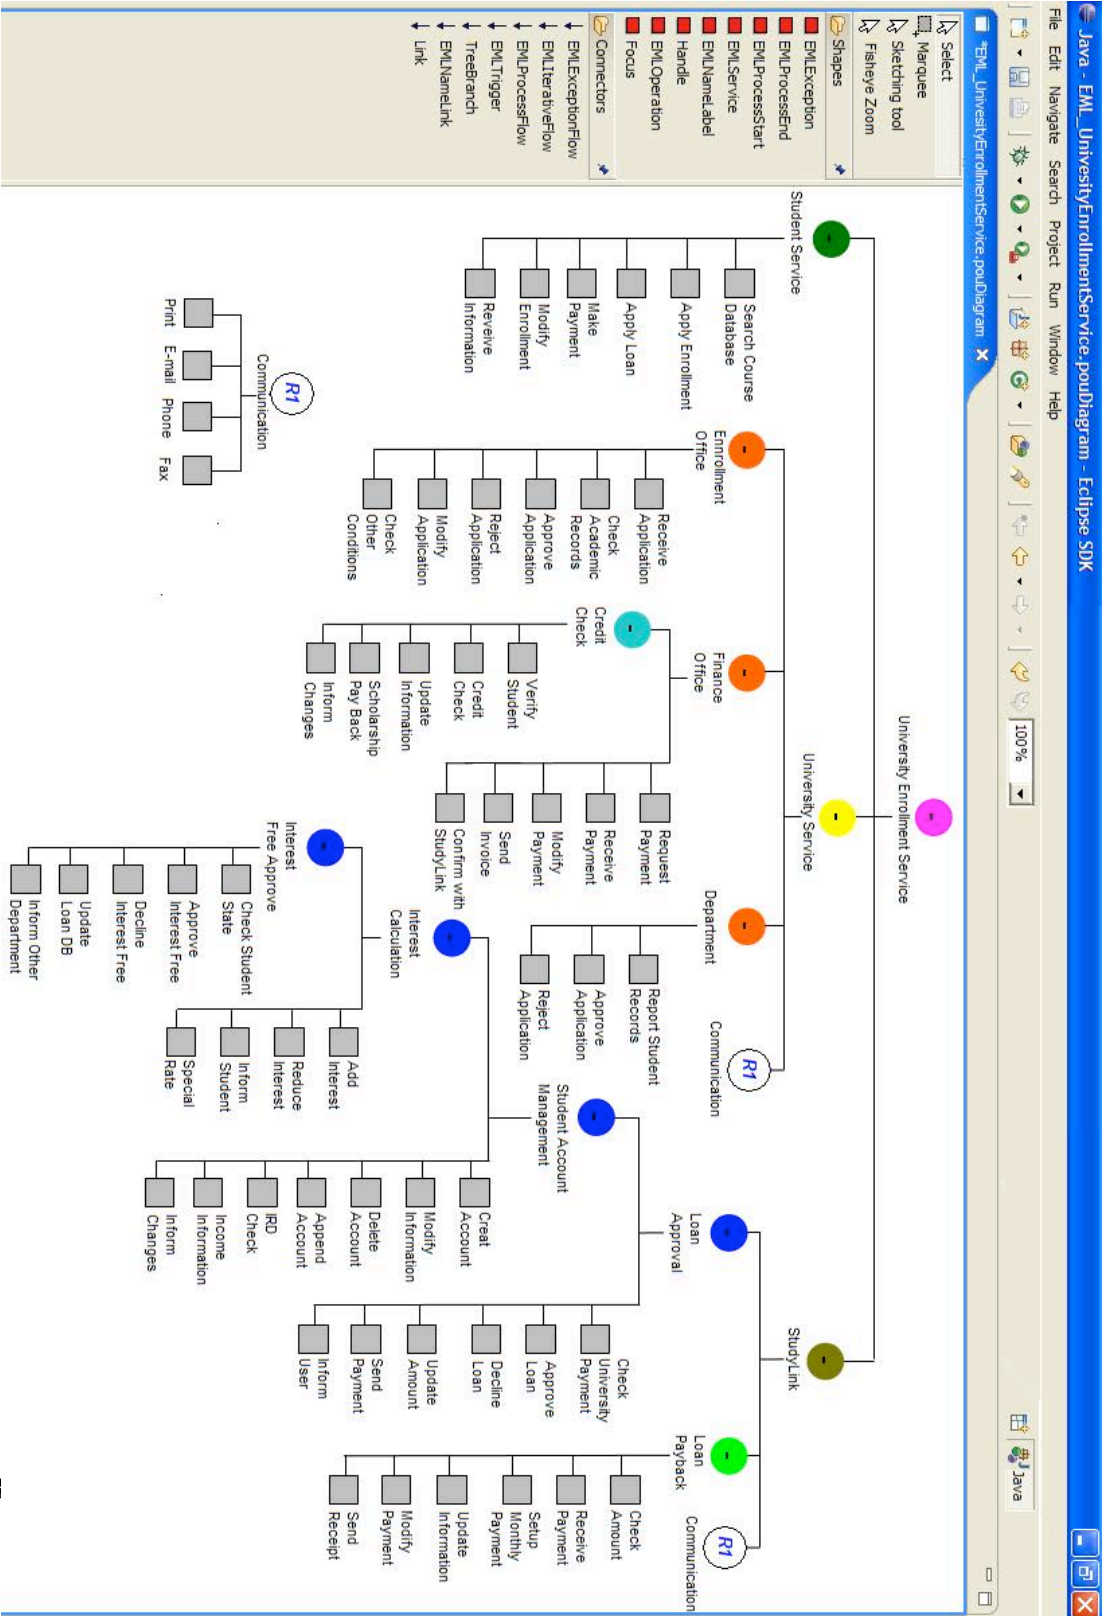 Java - EML_UnivesityEnrollmentService.pouDiagram - Eclipse SDK
File Edit Navigate Search Project Run Window Help
100%
Java
*EML_UnivesityEnrollmentService.pouDiagram
Select
Marquee
Sketching tool
Fisheye Zoom
Shapes
EMLException
EMLProcessEnd
EMLProcessStart
EMLService
EMLNameLabel
Handle
EMLOperation
Focus
Connectors
EMLExceptionFlow
EMLIterativeFlow
EMLProcessFlow
EMLTrigger
TreeBranch
EMLNameLink
Link
University Enrollment Service
Student Service
Search Course
Database
Apply Enrollment
Apply Loan
Make
Payment
Modify
Enrollment
Reveive
Information
University Service
Ennrollment
Office
Receive
Application
Check
Academic
Records
Approve
Application
Reject
Application
Modify
Application
Check
Other
Conditions
Finance
Office
Credit
Check
Verify
Student
Credit
Check
Update
Information
Scholarship
Pay Back
Inform
Changes
Request
Payment
Receive
Payment
Modify
Payment
Send
Invoice
Confirm with
StudyLink
Department
Report Student
Records
Approve
Application
Reject
Application
R1
Communication
StudyLink
Loan
Approval
Student Account
Management
Interest
Calculation
Interest
Free Approve
Check Student
State
Approve
Interest Free
Decline
Interest Free
Update
Loan DB
Inform Other
Department
Add
Interest
Reduce
Interest
Inform
Student
Special
Rate
Creat
Account
Modify
Information
Delete
Account
Append
Account
IRD
Check
Income
Information
Inform
Changes
Check
University
Payment
Approve
Loan
Decline
Loan
Update
Amount
Send
Payment
Inform
User
Loan
Payback
Check
Amount
Receive
Payment
Setup
Monthly
Payment
Update
Information
Modify
Payment
Send
Receipt
R1
Communication
R1
Communication
Print
E-mail
Phone
Fax